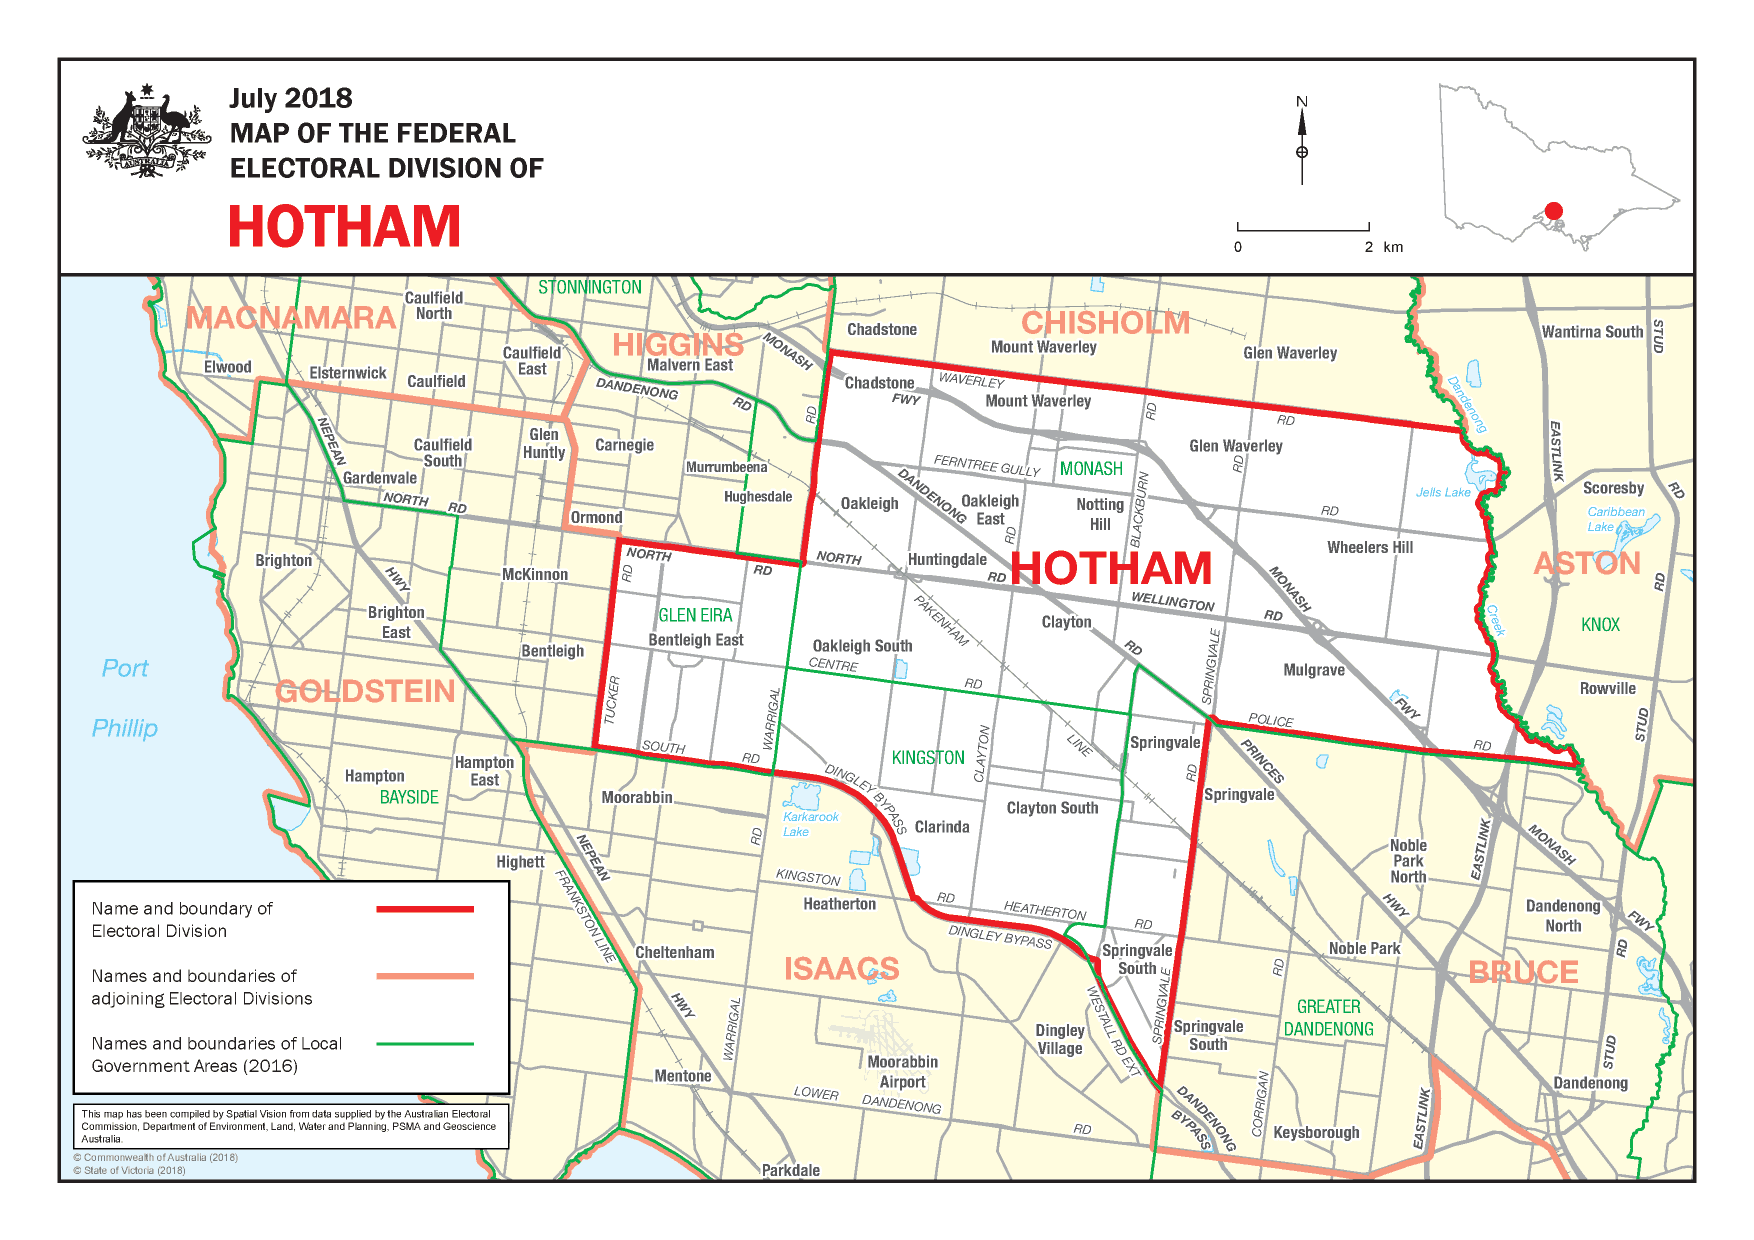 July 2018
MAP OF THE FEDERAL
ELECTORAL DIVISION OF
HOTHAM
AUSTRALIA
N
0 2 km
STONNINGTON
MACNAMARA
Caulfield
North
HIGGINS
MONASH
Chadstone
CHISHOLM
Mount Waverley
Glen Waverley
Wantirna South
STUD
Elwood
Elsternwick
Caulfield
Caulfield
East
Malvern East
DANDENONG
RD
RD
Chadstone
FWY
WAVERLEY
Mount Waverley
RD
RD
Dandenong
NEPEAN
Caulfield
South
Glen
Huntly
Carnegie
Murrumbeena
Gardenvale
NORTH
RD
Hughesdale
Ormond
Oakleigh
FERNTREE GULLY
DANDENONG
Oakleigh
East
RD
MONASH
Notting
Hill
BLACKBURN
Glen Waverley
RD
RD
Jells Lake
EASTLINK
Scoresby
RD
Caribbean
Lake
Brighton
McKinnon
HWY
NORTH
RD
RD
NORTH
Huntingdale
RD
HOTHAM
Wheelers Hill
MONASH
ASTON
RD
Brighton
East
Bentleigh
GLEN EIRA
Bentleigh East
PAKENHAM
Oakleigh South
CENTRE
RD
Clayton
WELLINGTON
RD
RD
SPRINGVALE
Mulgrave
FWY
Creek
KNOX
Rowville
STUD
Port
Phillip
GOLDSTEIN
TUCKER
WARRIGAL
SOUTH
RD
KINGSTON
CLAYTON
LINE
Springvale
RD
POLICE
RD
PRINCES
Springvale
Hampton
BAYSIDE
Hampton
East
Moorabbin
DINGLEY BYPASS
Karkarook
Lake
RD
Clarinda
Clayton South
Highett
NEPEAN
FRANKSTON LINE
KINGSTON
Heatherton
RD
HEATHERTON
RD
DINGLEY BYPASS
Noble
Park
North
EASTLINK
MONASH
HWY
Dandenong
North
FWY
RD
Cheltenham
HWY
ISAACS
Springvale
South
SPRINGVALE
Noble Park
RD
BRUCE
WARRIGAL
WESTALL RD EXT
Dingley
Village
Springvale
South
GREATER
DANDENONG
Mentone
Moorabbin
Airport
LOWER DANDENONG
RD
DANDENONG
BYPASS
CORRIGAN
Keysborough
EASTLINK
STUD
Dandenong
Parkdale
Name and boundary of
Electoral Division
Names and boundaries of
adjoining Electoral Divisions
Names and boundaries of Local
Government Areas (2016)
This map has been compiled by Spatial Vision from data supplied by the Australian Electoral
Commission, Department of Environment, Land, Water and Planning, PSMA and Geoscience
Australia.
© Commonwealth of Australia (2018)
© State of Victoria (2018)